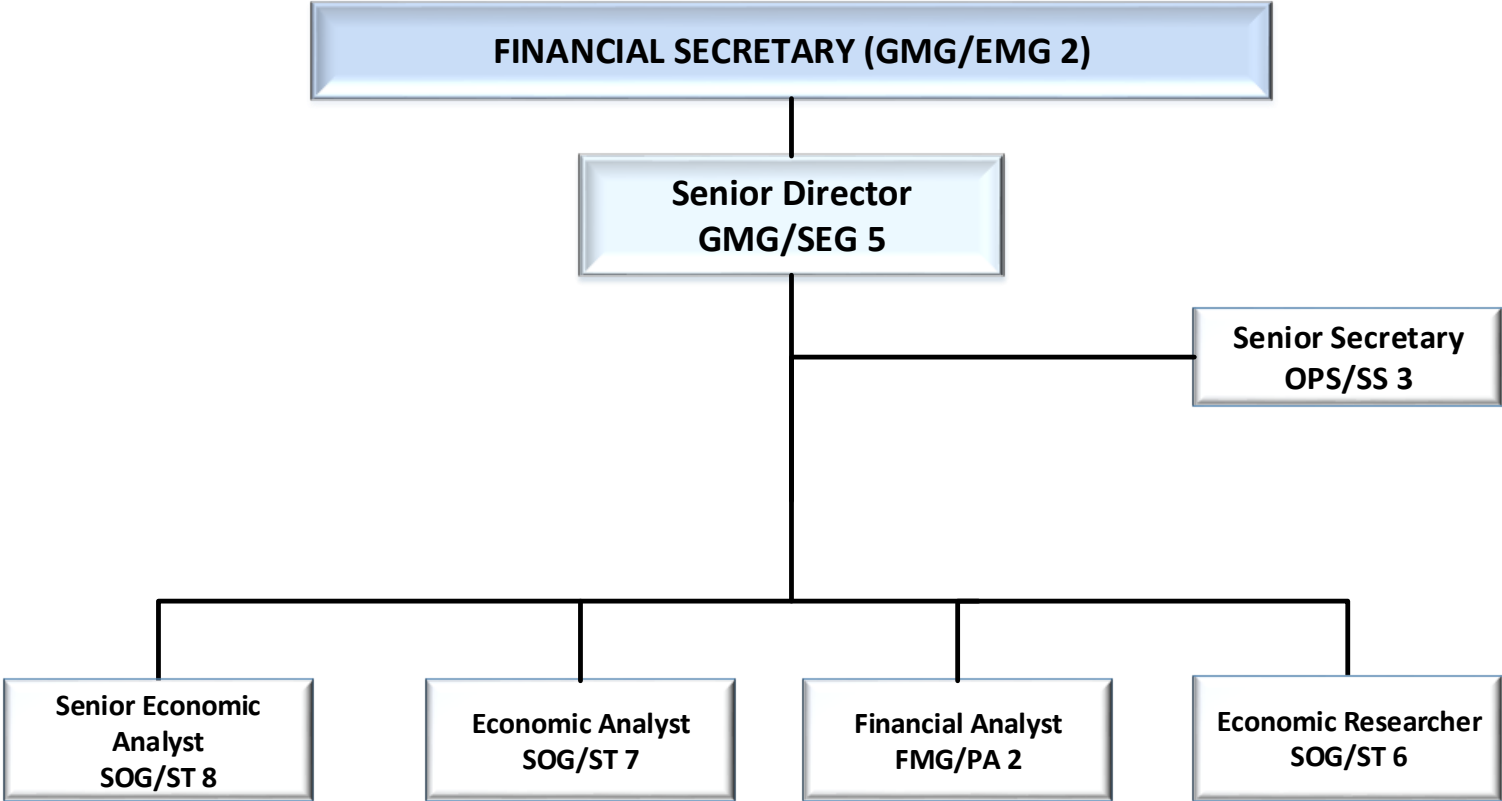 FINANCIAL SECRETARY (GMG/EMG 2)
Senior Director
GMG/SEG 5
Senior Secretary
OPS/SS 3
Senior Economic
Analyst
SOG/ST 8
Economic Analyst
SOG/ST 7
Financial Analyst
FMG/PA 2
Economic Researcher
SOG/ST 6